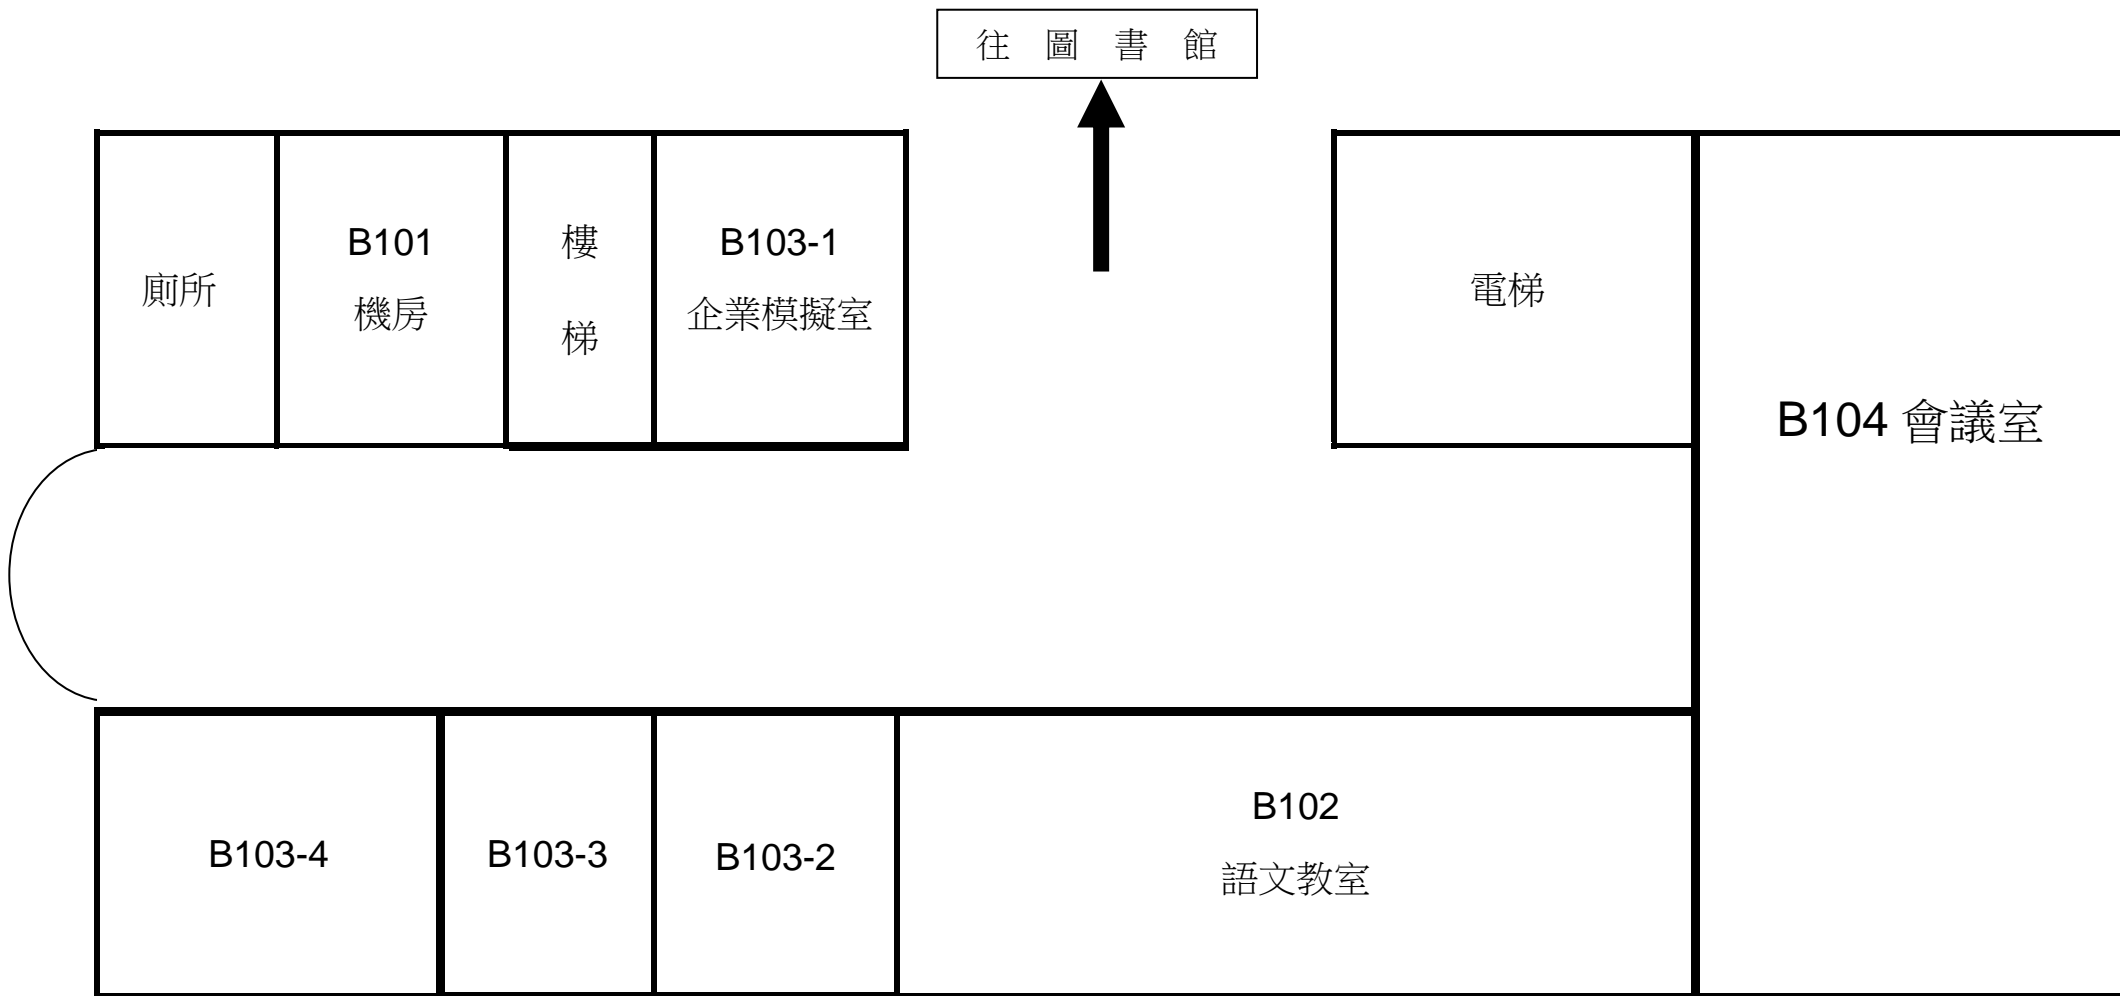 往 圖 書 館
廁所
B101
機房
樓
梯
B103-1
企業模擬室
電梯
B104 會議室
B103-4
B103-3
B103-2
B102
語文教室